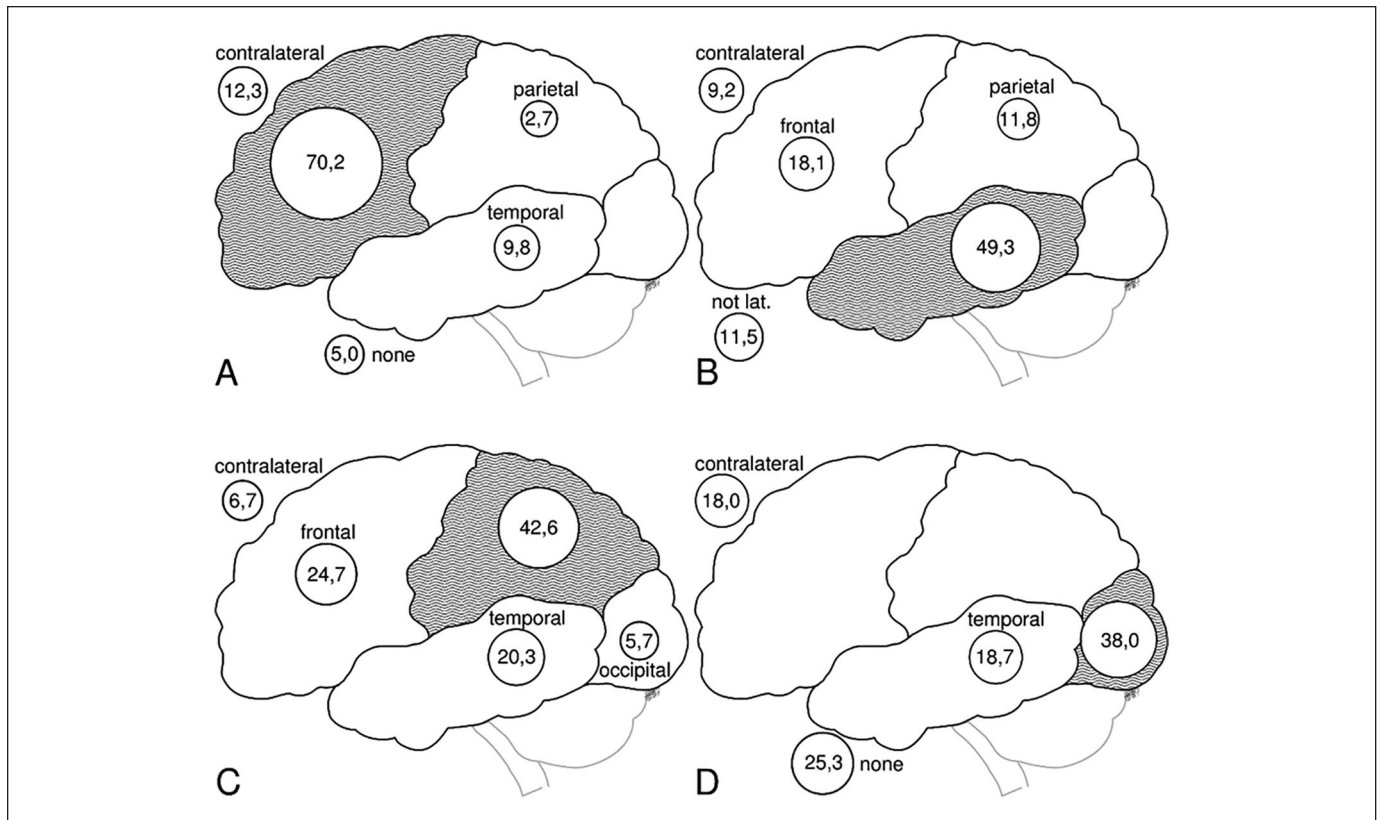 contralateral
12,3
parietal
2,7
70,2
temporal
9,8
5,0 none
A
contralateral
9,2
parietal
11,8
frontal
18,1
49,3
not lat.
11,5
B
contralateral
6,7
42,6
frontal
24,7
temporal
20,3
5,7
occipital
C
contralateral
18,0
temporal
18,7
38,0
25,3 none
D